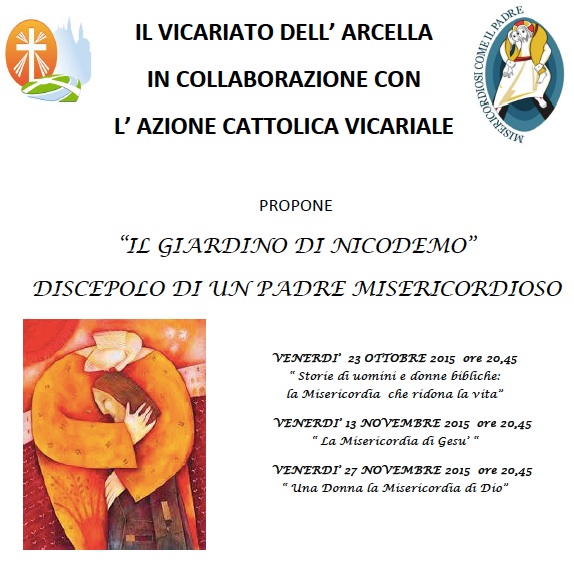 IL VICARIATO DELL’ ARCELLA
IN COLLABORAZIONE CON
L’ AZIONE CATTOLICA VICARIALE
MISERICORDIOSI COME IL PADRE
PROPONE
“IL GIARDINO DI NICODEMO”
DISCEPOLO DI UN PADRE MISERICORDIOSO
VENERDI’ 23 OTTOBRE 2015 ore 20,45
“ Storie di uomini e donne bibliche:
la Misericordia che ridona la vita”
VENERDI’ 13 NOVEMBRE 2015 ore 20,45
“ La Misericordia di Gesu’ “
VENERDI’ 27 NOVEMBRE 2015 ore 20,45
“ Una Donna la Misericordia di Dio”